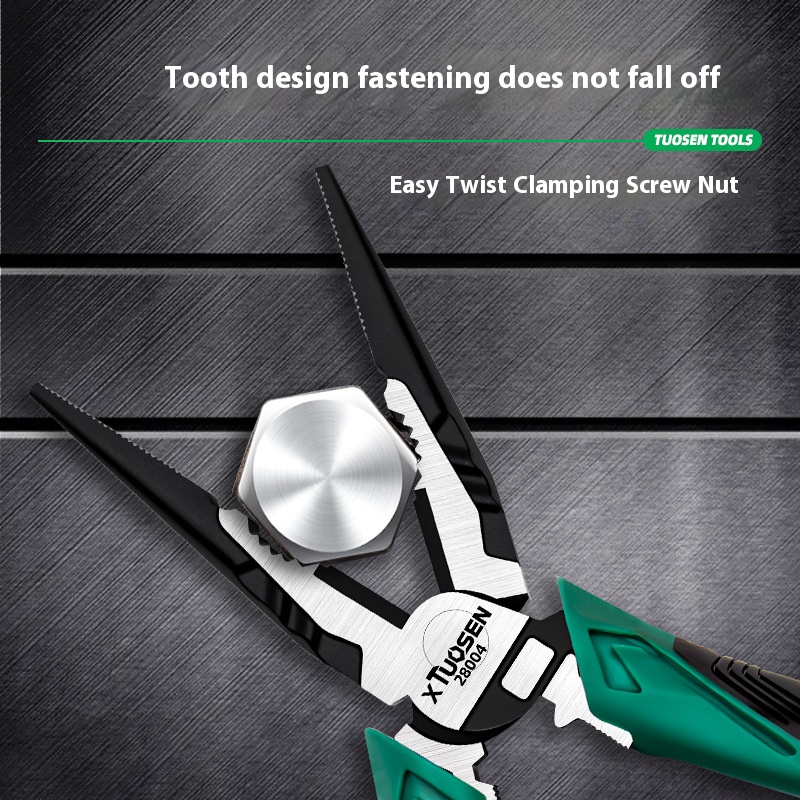 Tooth design fastening does not fall off
TUOSEN TOOLS
Easy Twist Clamping Screw Nut
XTUOSEN
28004